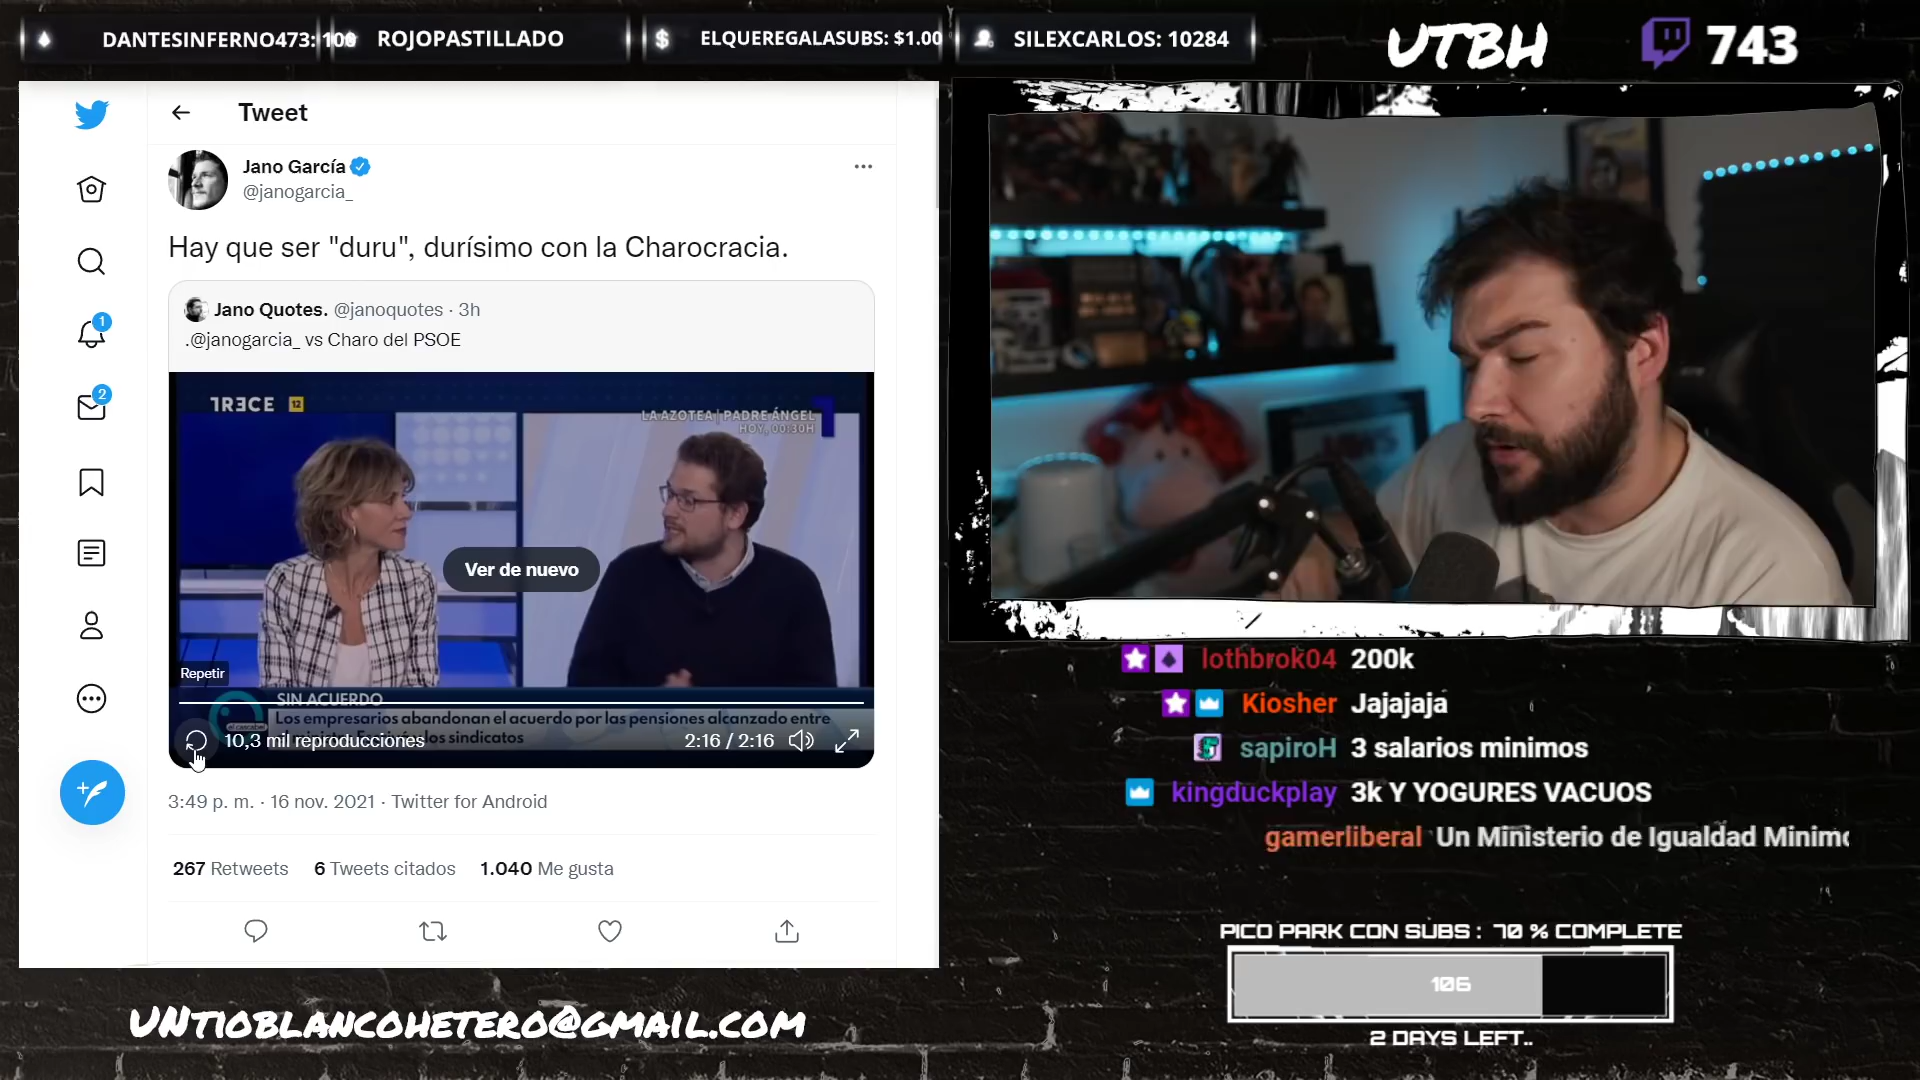 DANTESINFERNO473: 100
ROJOPASTILLADO
$
ELQUEREGALASUBS: $1.00
SILEXCARLOS: 10284
UTBH
743
Tweet
Jano García
@janogarcia_
Hay que ser "duru", durísimo con la Charocracia.
Jano Quotes. @janoquotes · 3h
.@janogarcia_ vs Charo del PSOE
TRECE 12
LA AZOTEA | PADRE ÁNGEL
HOY, 00:30H
Ver de nuevo
Repetir
SIN ACUERDO
Los empresarios abandonan el acuerdo por las pensiones alcanzado entre
los sindicatos
10,3 mil reproducciones
2:16 / 2:16
3:49 p. m. · 16 nov. 2021 · Twitter for Android
267 Retweets 6 Tweets citados 1.040 Me gusta
1
2
lothbrok04 200k
Kiosher Jajajaja
sapiroH 3 salarios minimos
kingduckplay 3k Y YOGURES VACUOS
gamerliberal Un Ministerio de Igualdad Minimo
PICO PARK CON SUBS : 70 % COMPLETE
106
2 DAYS LEFT..
UNTIOBLANCOHETERO@GMAIL.COM